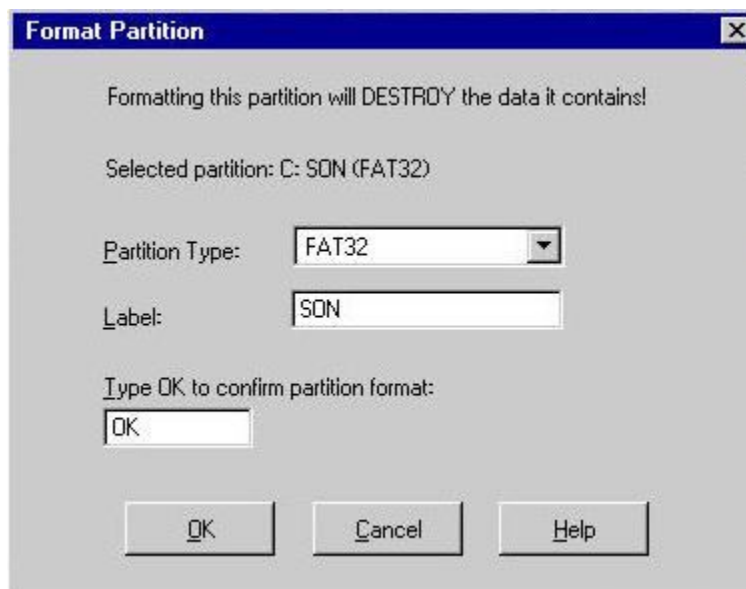 Format Partition
Formatting this partition will DESTROY the data it contains!
Selected partition: C: SON (FAT32)
Partition Type: FAT32
Label: SON
Type OK to confirm partition format:
OK
OK Cancel Help